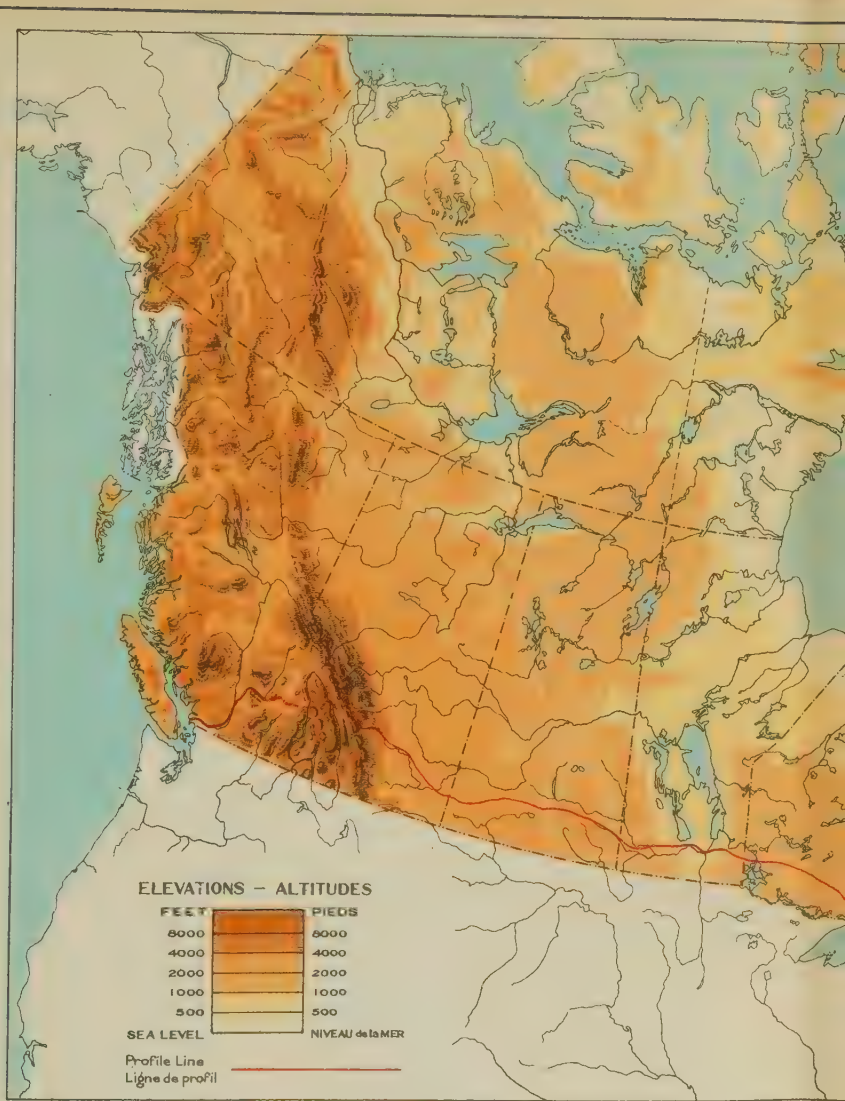 ELEVATIONS – ALTITUDES
FEET PIEDS
8000 8000
4000 4000
2000 2000
1000 1000
500 500
SEA LEVEL NIVEAU de la MER
Profile Line
Ligne de profil